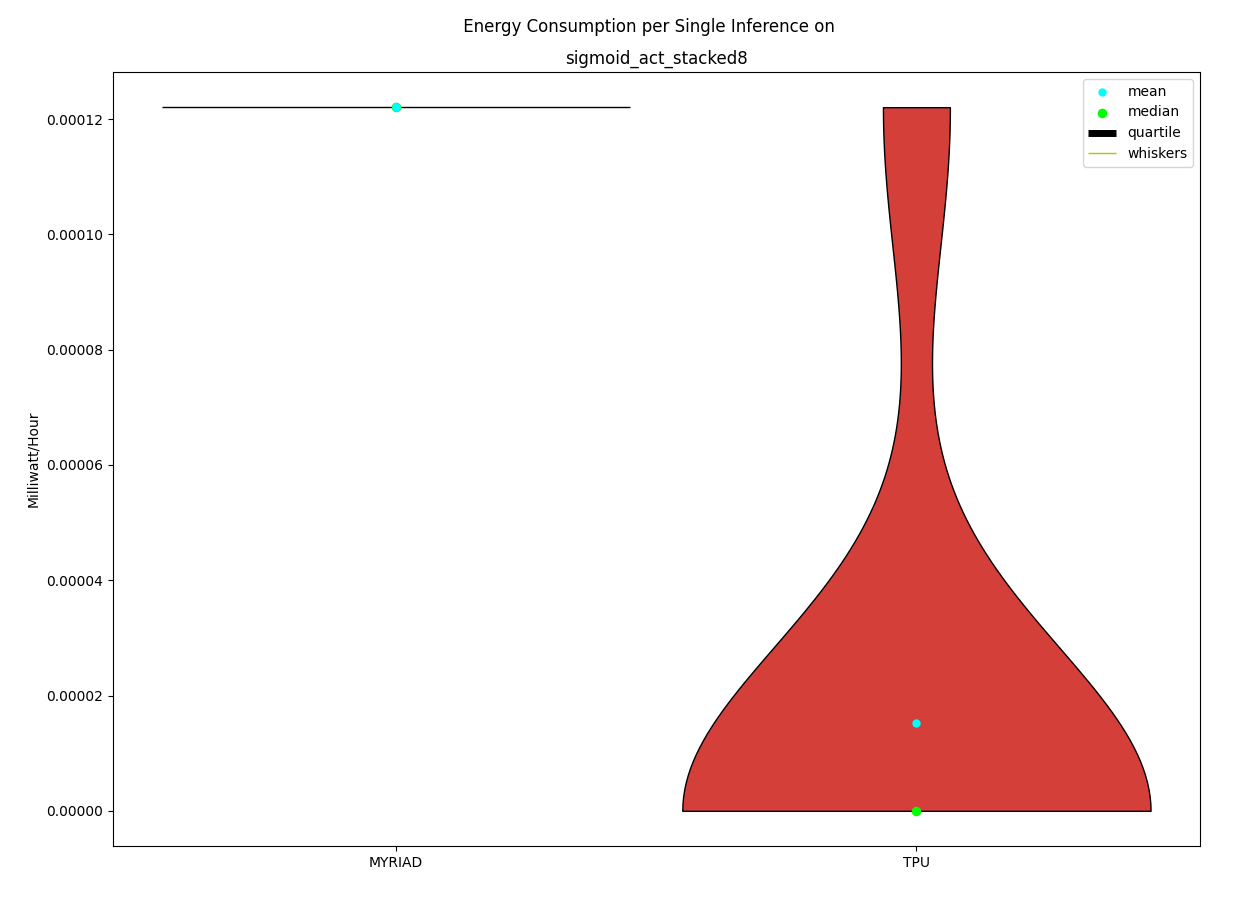 Energy Consumption per Single Inference on
sigmoid_act_stacked8
mean
median
quartile
whiskers
0.00012
0.00010
0.00008
0.00006
0.00004
0.00002
0.00000
Milliwatt/Hour
MYRIAD
TPU